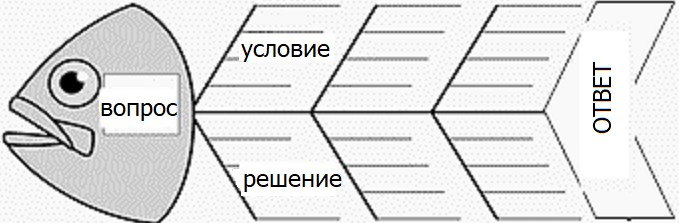 условие
вопрос
решение
ОТВЕТ